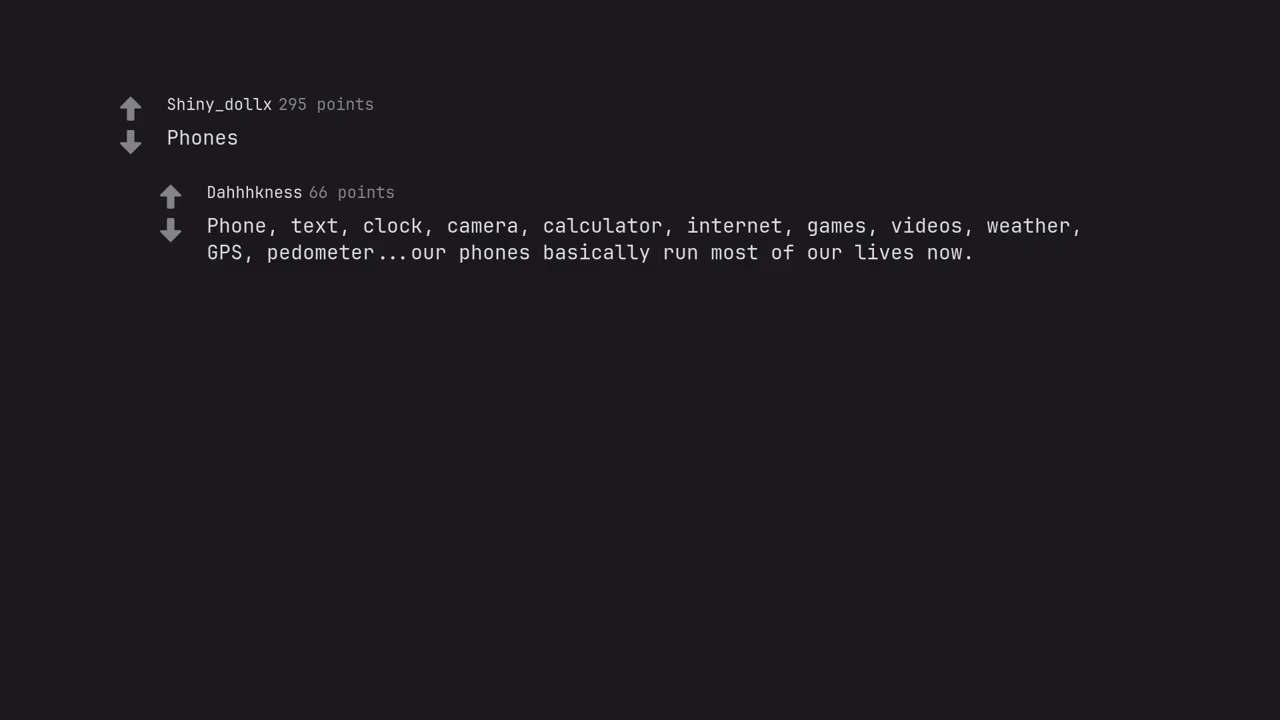 Shiny_dollx 295 points
Phones
Dahhhkness 66 points
Phone, text, clock, camera, calculator, internet, games, videos, weather,
GPS, pedometer...our phones basically run most of our lives now.